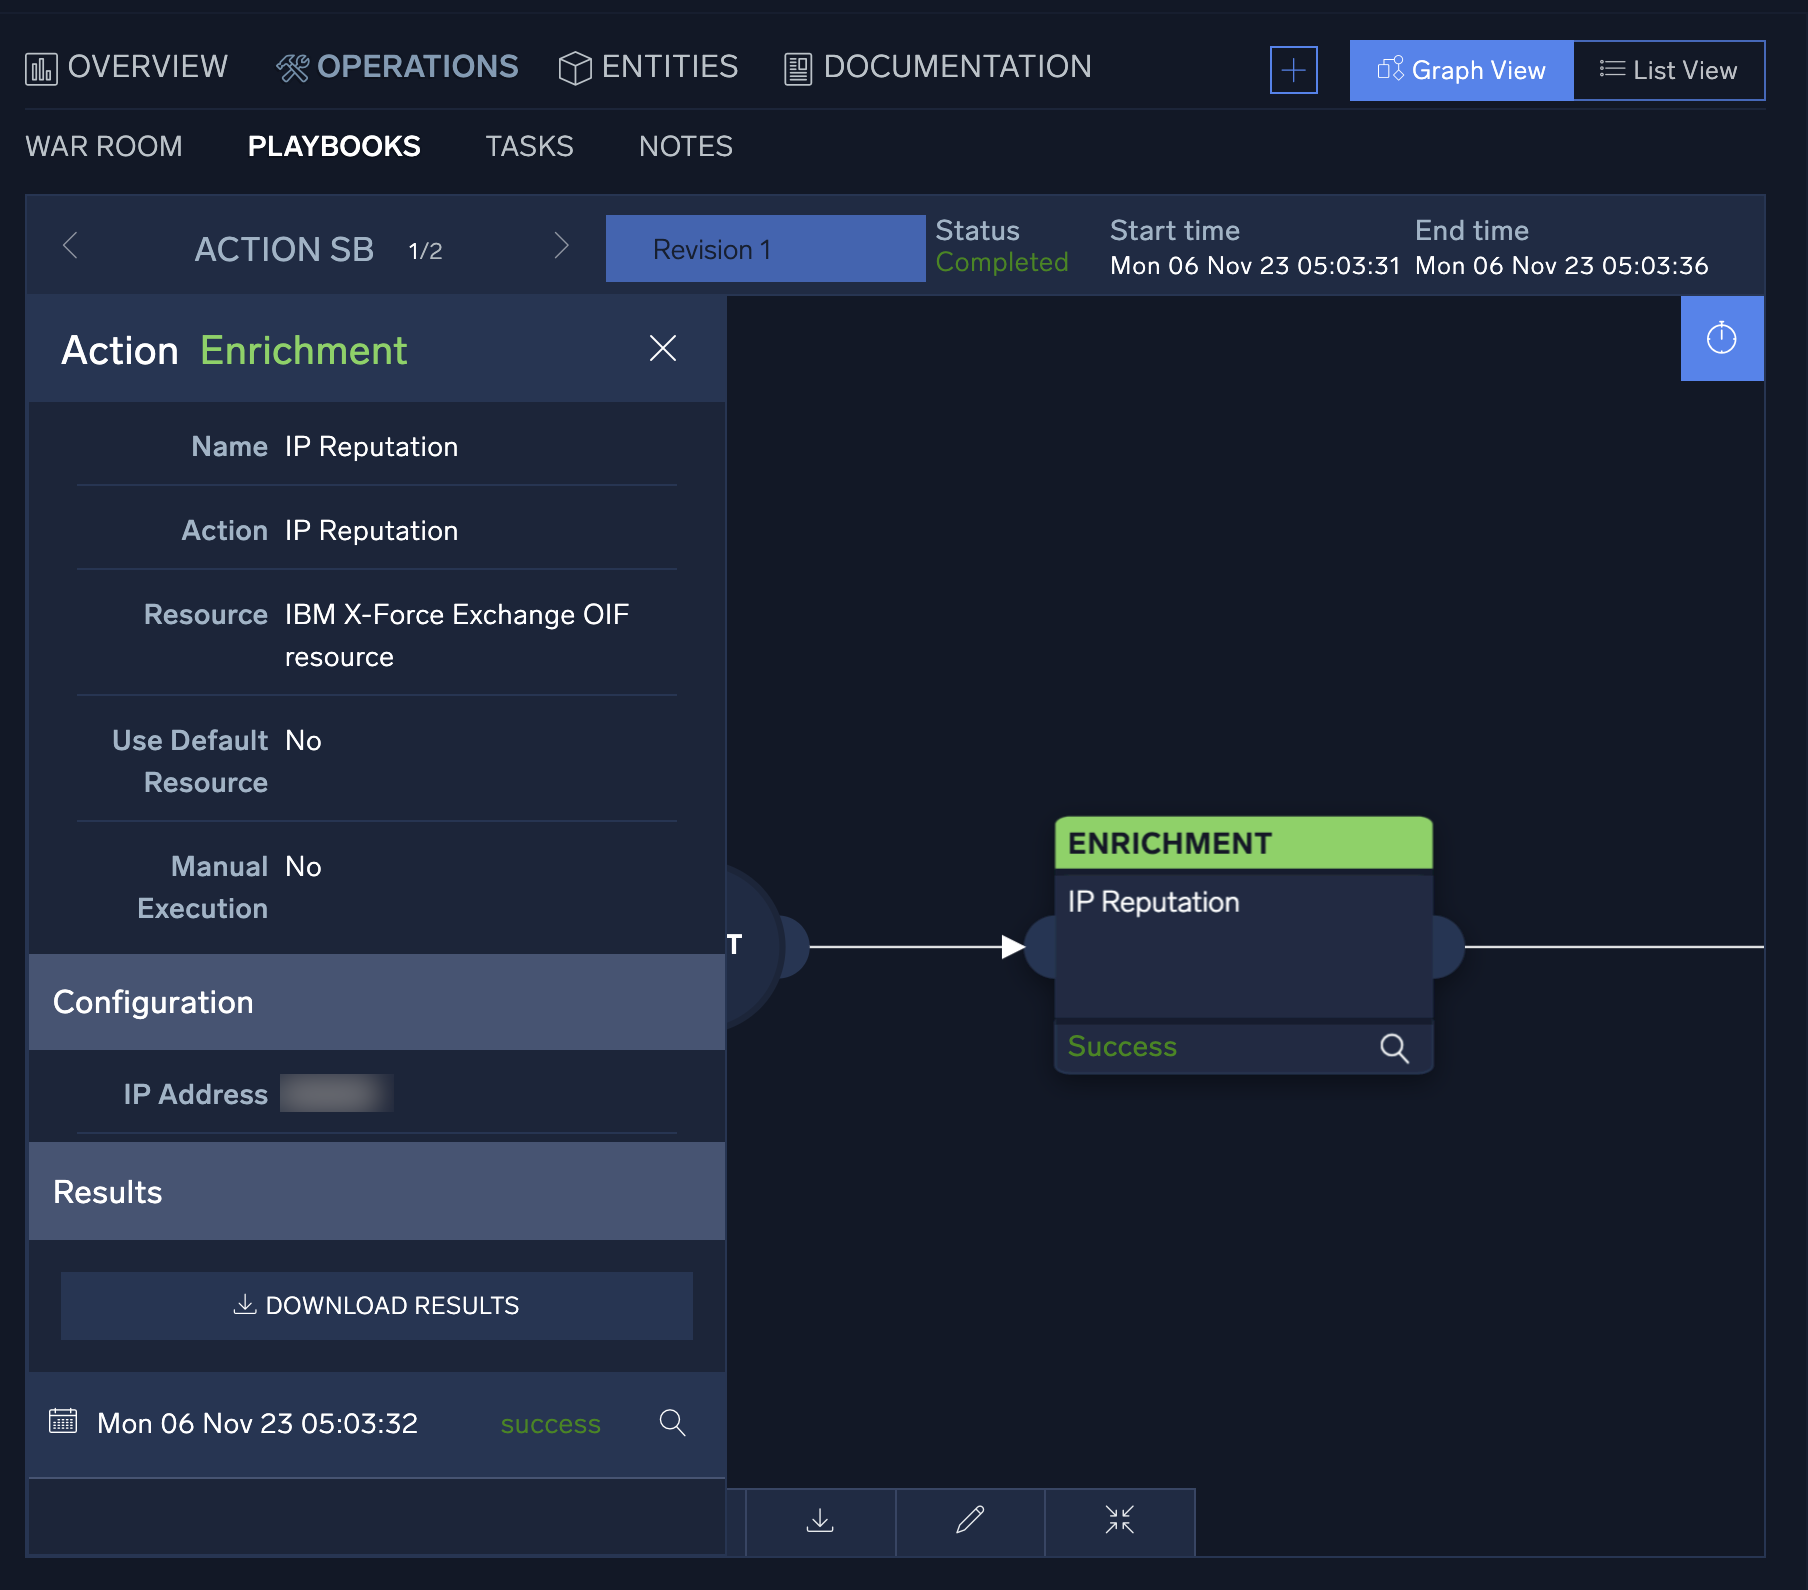 OVERVIEW OPERATIONS ENTITIES DOCUMENTATION Graph View List View
WAR ROOM PLAYBOOKS TASKS NOTES
ACTION SB 1/2 Revision 1
Status
Completed
Start time
Mon 06 Nov 23 05:03:31
End time
Mon 06 Nov 23 05:03:36
Action Enrichment
Name IP Reputation
Action IP Reputation
Resource IBM X-Force Exchange OIF
resource
Use Default No
Resource
Manual No
Execution
Configuration
IP Address
Results
DOWNLOAD RESULTS
Mon 06 Nov 23 05:03:32 success
T
ENRICHMENT
IP Reputation
Success